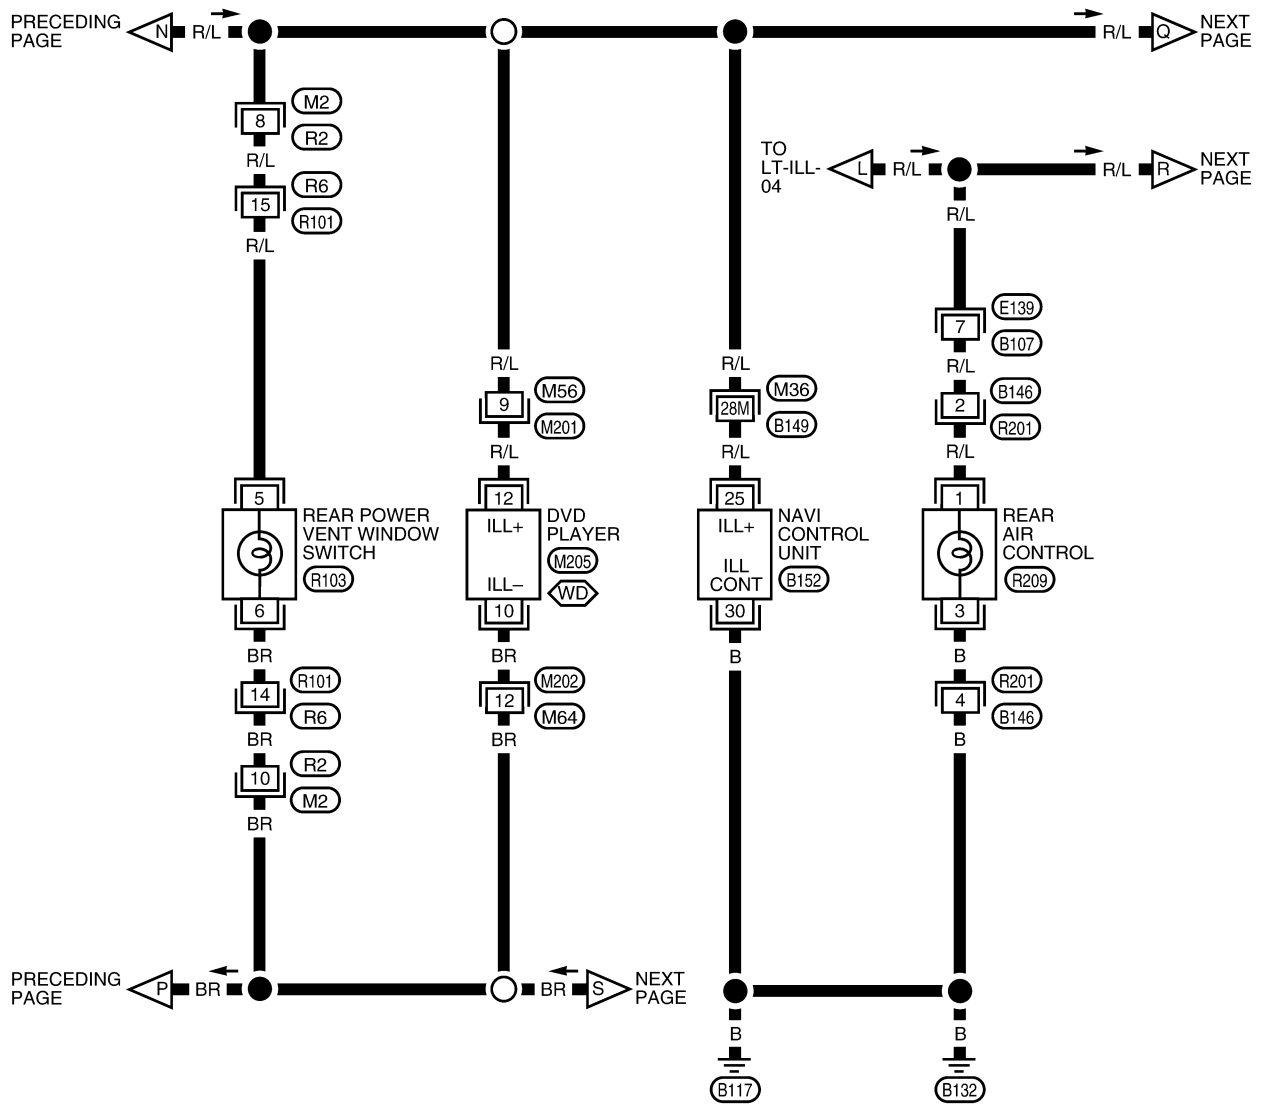 PRECEDING
PAGE
N
R/L
R/L
Q
NEXT
PAGE
8
M2
R2
R/L
15
R6
R101
R/L
TO
LT-ILL-
04
L
R/L
R/L
R
NEXT
PAGE
R/L
7
E139
B107
R/L
R/L
R/L
9
M56
M201
28M
M36
B149
2
B146
R201
R/L
R/L
R/L
5
REAR POWER
VENT WINDOW
SWITCH
R103
6
12
ILL+
ILL–
10
DVD
PLAYER
M205
WD
25
ILL+
ILL
CONT
30
NAVI
CONTROL
UNIT
B152
1
REAR
AIR
CONTROL
R209
3
BR
BR
B
B
14
R101
R6
12
M202
M64
4
R201
B146
BR
BR
B
10
R2
M2
BR
PRECEDING
PAGE
P
BR
BR
S
NEXT
PAGE
B
B
B117
B132